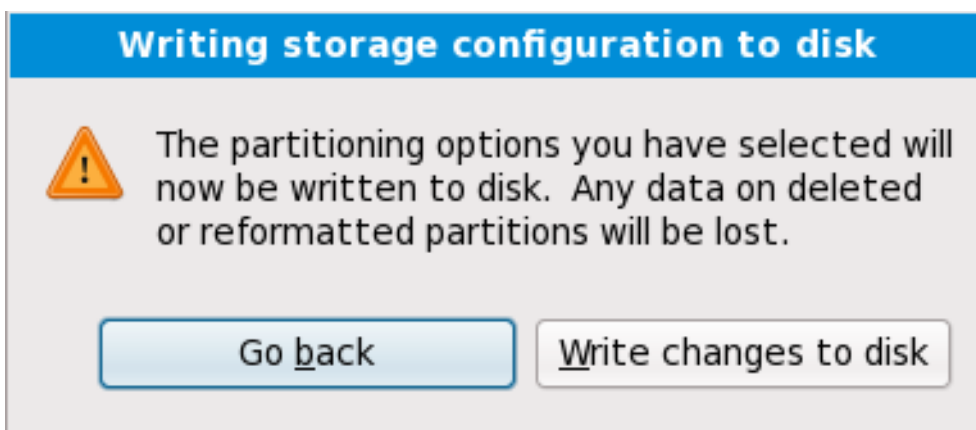 Writing storage configuration to disk
The partitioning options you have selected will
now be written to disk.  Any data on deleted
or reformatted partitions will be lost.
Go back
Write changes to disk